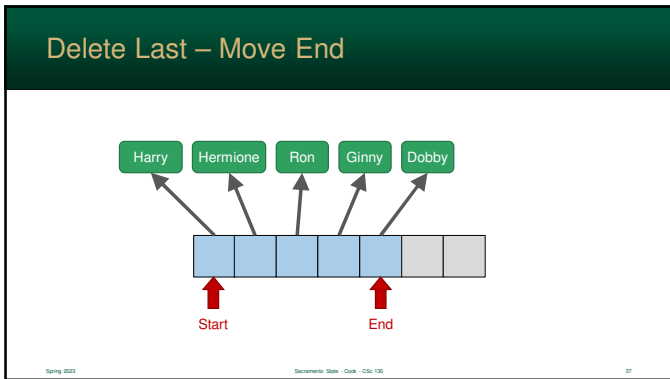 Delete Last – Move End
Harry Hermione Ron Ginny Dobby
Start End
Spring 2023 Sacramento State - Cook - CSc 130 37